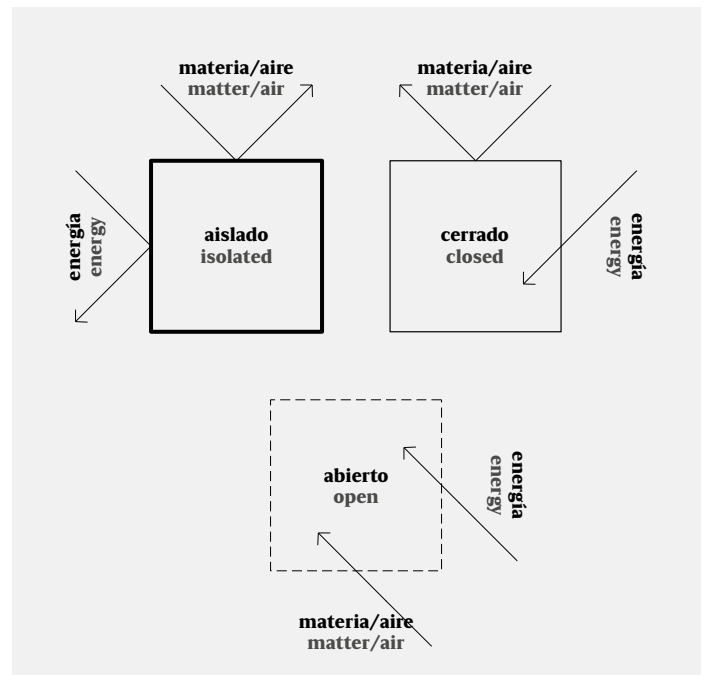 materia/aire
matter/air
materia/aire
matter/air
energía
energy
aislado
isolated
cerrado
closed
energía
energy
abierto
open
energía
energy
materia/aire
matter/air